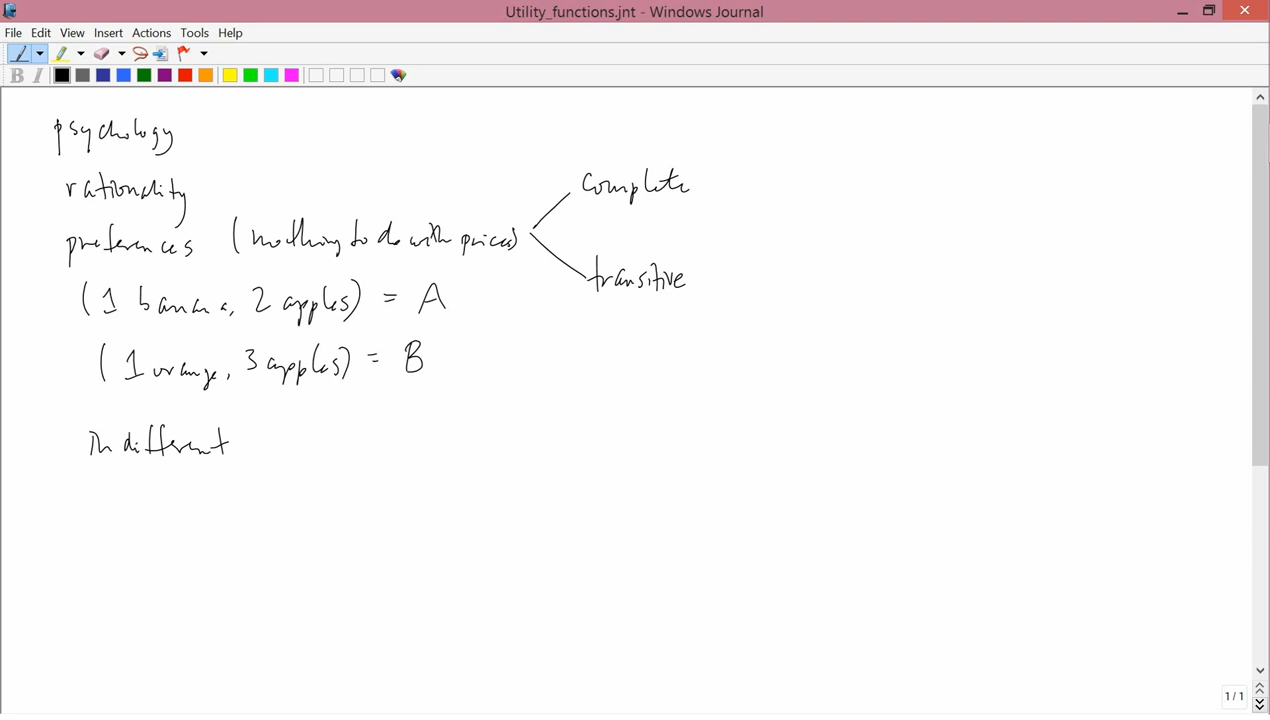 Utility_functions.jnt - Windows Journal
File Edit View Insert Actions Tools Help
B I
psychology
rationality
preferences (nothing to do with prices)
complete
transitive
(1 banana, 2 apples) = A
(1 orange, 3 apples) = B
indifferent
1 / 1